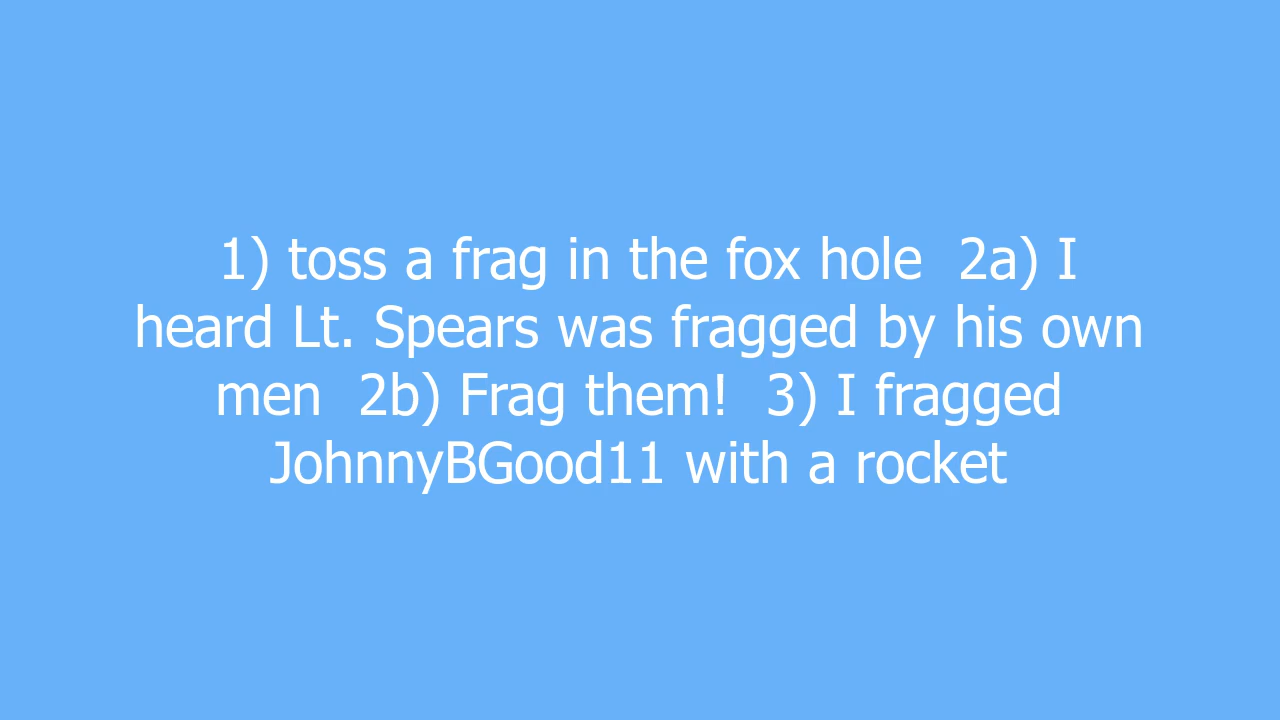 1) toss a frag in the fox hole  2a) I
heard Lt. Spears was fragged by his own
men  2b) Frag them!  3) I fragged
JohnnyBGood11 with a rocket